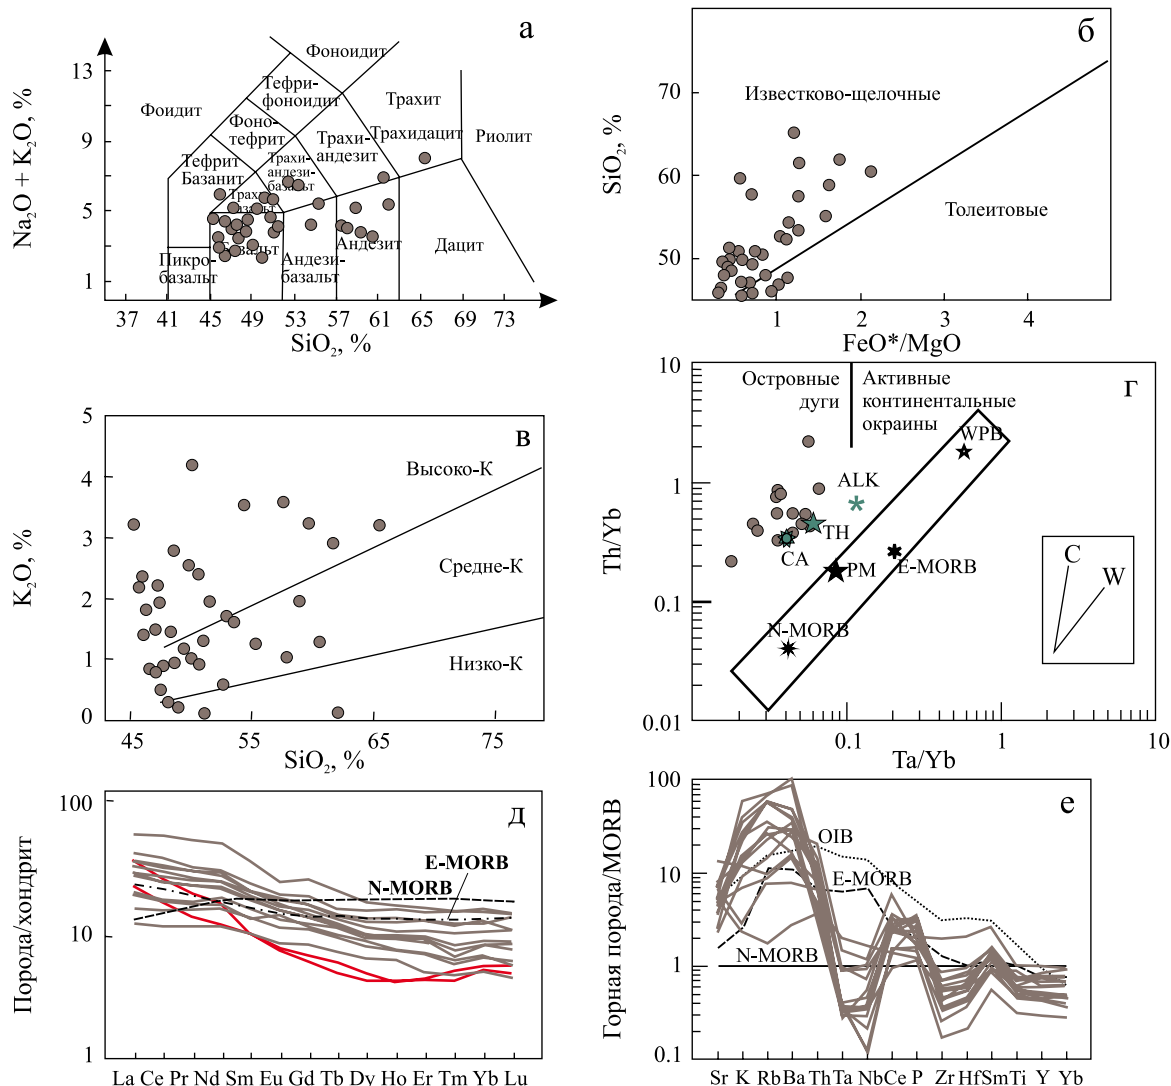 а
Na₂O + K₂O, %
13
9
5
1
Фоноидит
Тефри-
фоноидит
Фоидит
Трахит
Фоно-
тефрит
Трахи-
андезит
Трахидацит
Риолит
Тефрит
Базанит
Трахи-
андези-
базальт
Трахи-
базальт
Базальт
Пикро-
базальт
Андези-
базальт
Андезит
Дацит
37 41 45 49 51 53 54 61 69 73
SiO₂, %
б
SiO₂, %
70
60
50
Известково-щелочные
Толеитовые
1 2 3 4
FeO*/MgO
в
K₂O, %
5
4
3
2
1
0
Высоко-К
Средне-К
Низко-К
45 55 65 75
SiO₂, %
г
Th/Yb
10
1
0.1
0.01
Островные
дуги
Активные
континентальные
окраины
WPB
ALK
TH
CA
PM
E-MORB
N-MORB
C
W
0.1 1 10
Ta/Yb
д
Порода/хондрит
100
10
1
E-MORB
N-MORB
La Ce Pr Nd Sm Eu Gd Tb Dy Ho Er Tm Yb Lu
е
Горная порода/MORB
100
10
1
0.1
OIB
E-MORB
N-MORB
Sr K Rb Ba Th Ta Nb Ce P Zr Hf Sm Ti Y Yb